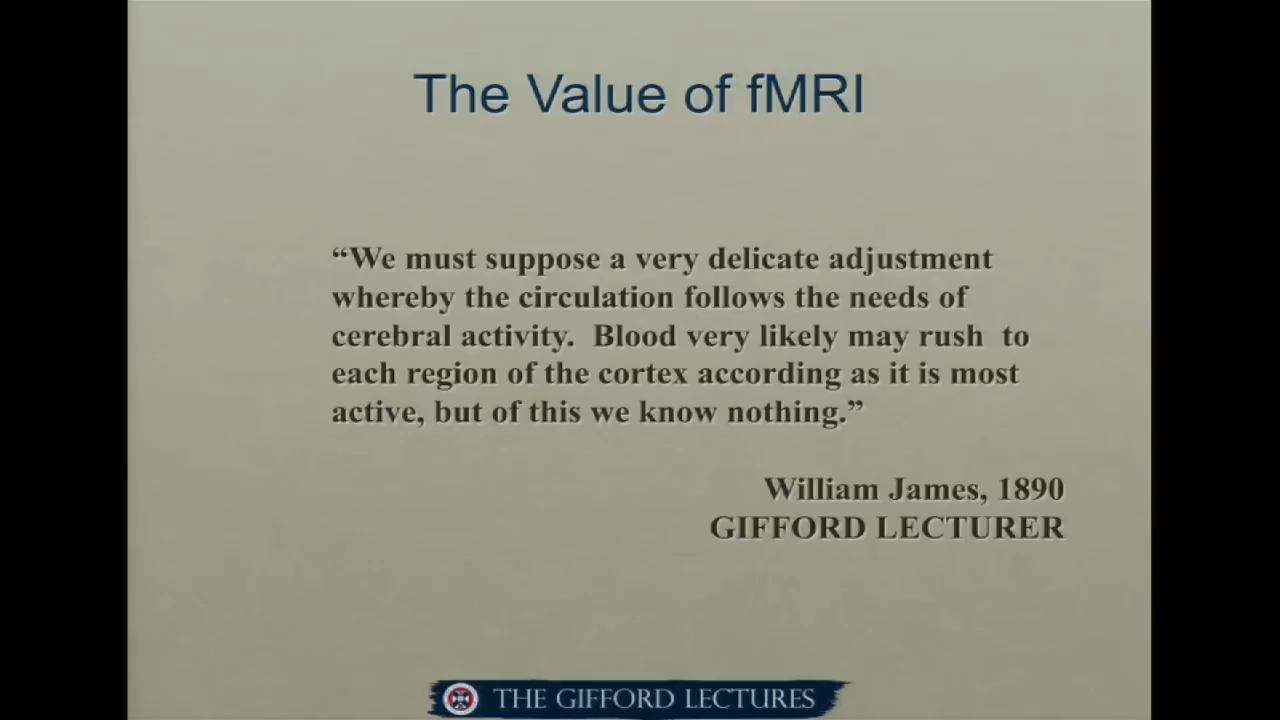 The Value of fMRI
“We must suppose a very delicate adjustment
whereby the circulation follows the needs of
cerebral activity.  Blood very likely may rush  to
each region of the cortex according as it is most
active, but of this we know nothing.”
William James, 1890
GIFFORD LECTURER
THE GIFFORD LECTURES